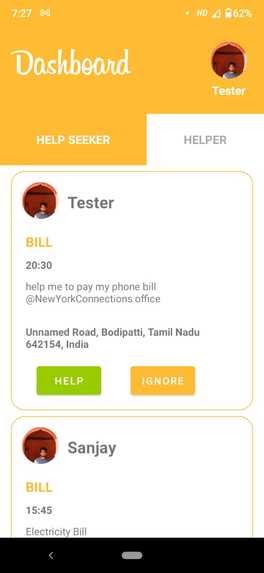 7:27 HD 62%
Dashboard
Tester
HELP SEEKER HELPER
Tester
BILL
20:30
help me to pay my phone bill
@NewYorkConnections office
Unnamed Road, Bodipatti, Tamil Nadu
642154, India
HELP IGNORE
Sanjay
BILL
15:45
Electricity Bill